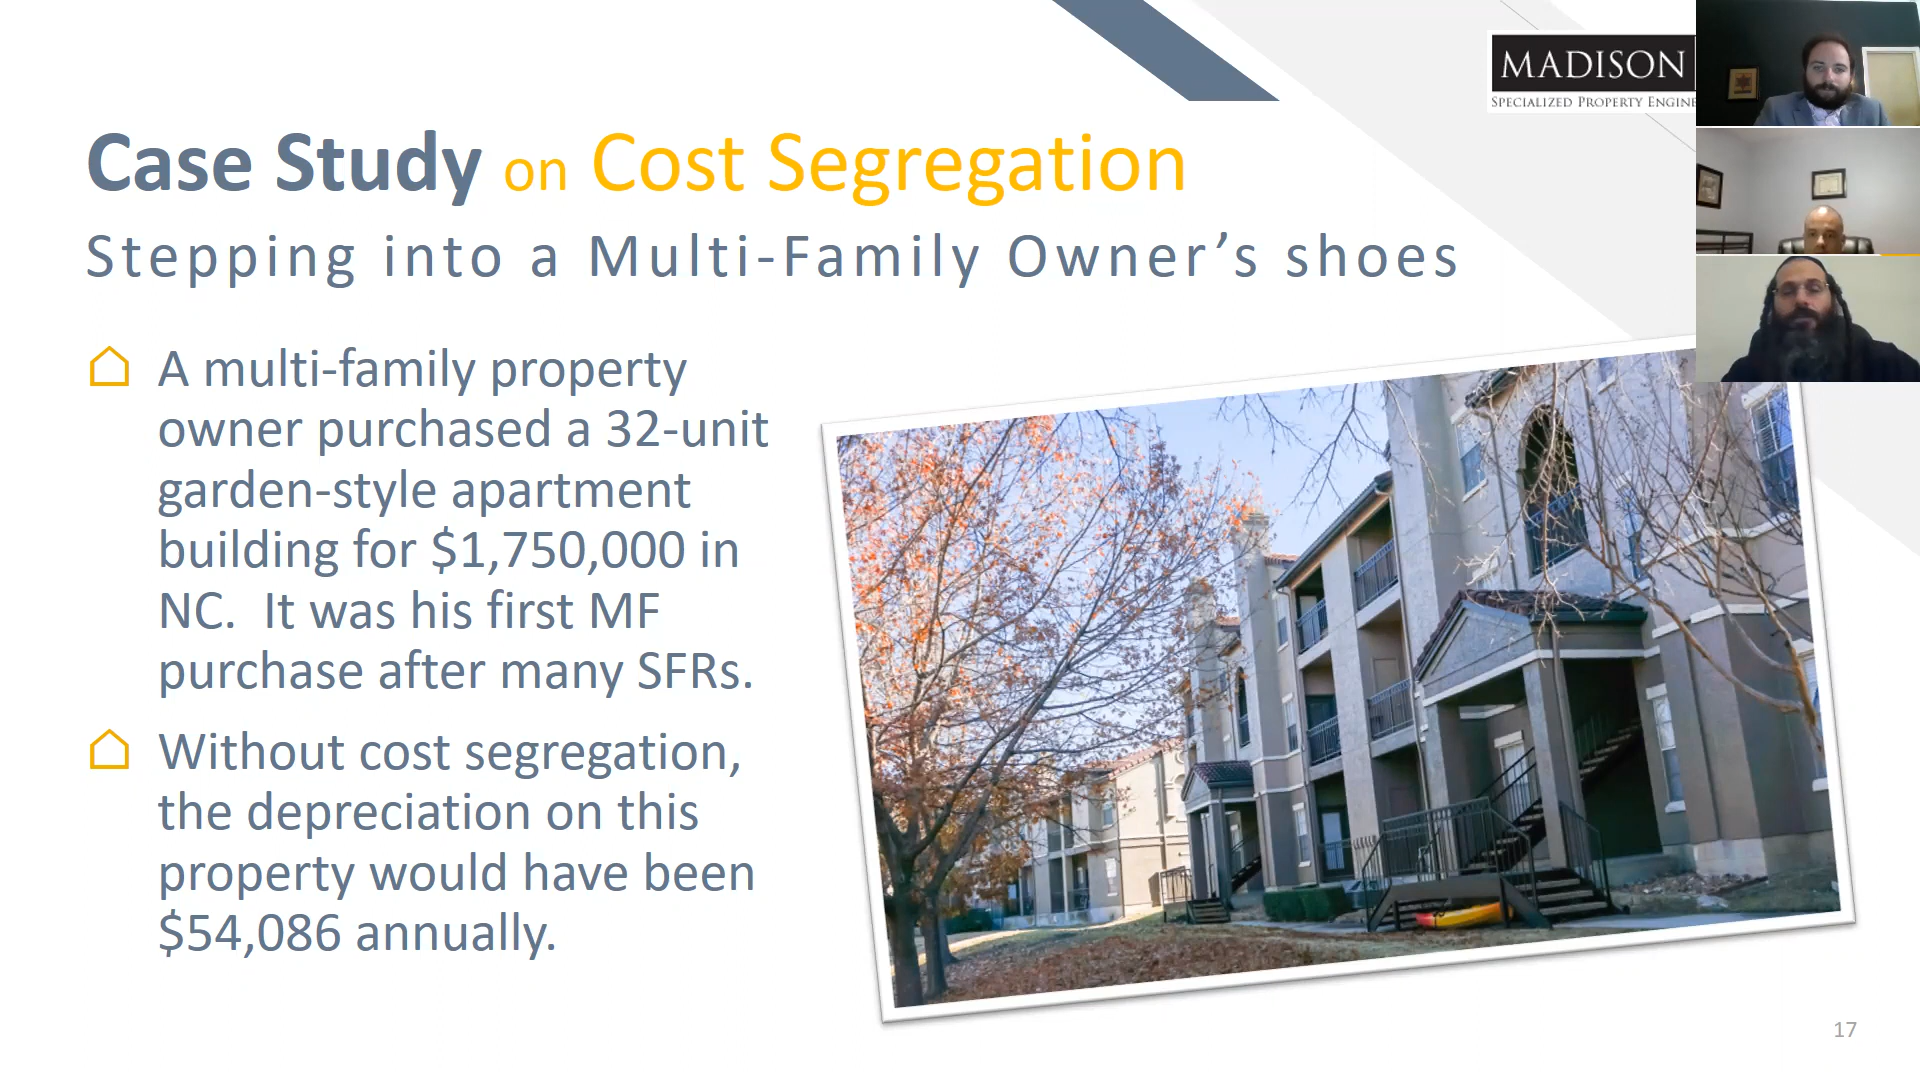 MADISON
SPECIALIZED PROPERTY ENGINE
Case Study on Cost Segregation
Stepping into a Multi-Family Owner’s shoes
A multi-family property
owner purchased a 32-unit
garden-style apartment
building for $1,750,000 in
NC.  It was his first MF
purchase after many SFRs.
Without cost segregation,
the depreciation on this
property would have been
$54,086 annually.
17